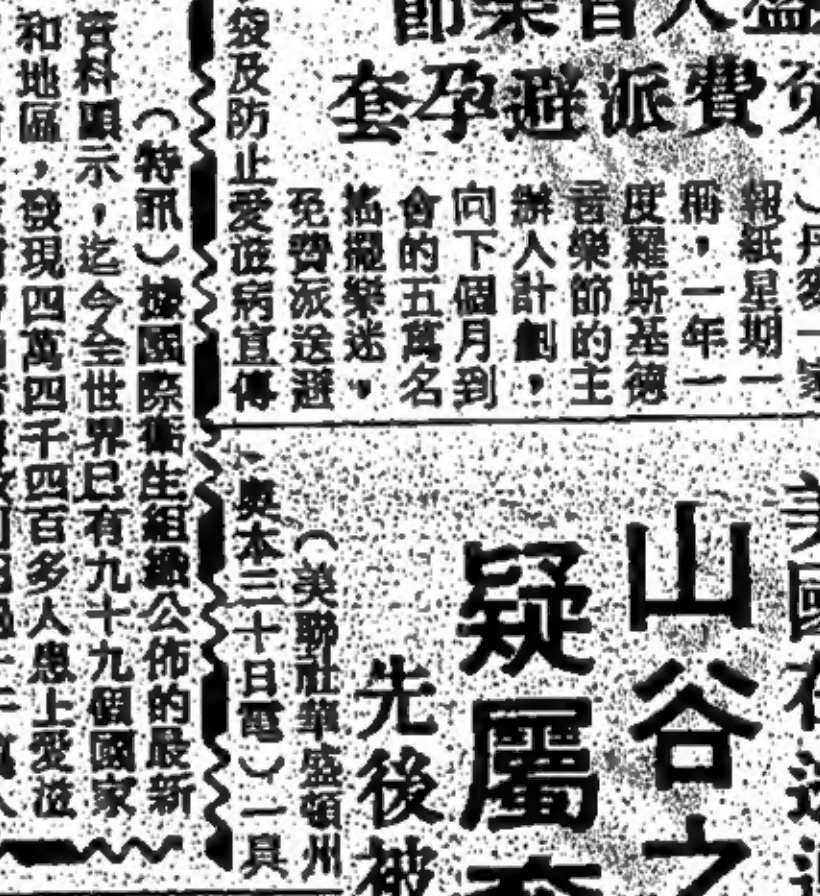 節樂音人
費派避孕套
丹麥一家
報紙星期一
稱，一年一
度羅斯基德
音樂節的主
辦人計劃，
向下個月到
會的五萬名
搖擺樂迷，
免費派送避
袋及防止愛滋病宣傳
美國在
山谷之
疑屬
先後被
（美聯社華盛頓州
奧本三十日電）一具
（特訊）據國際衞生組織公佈的最新
資料顯示，迄今全世界已有九十九個國家
和地區，發現四萬四千四百多人患上愛滋